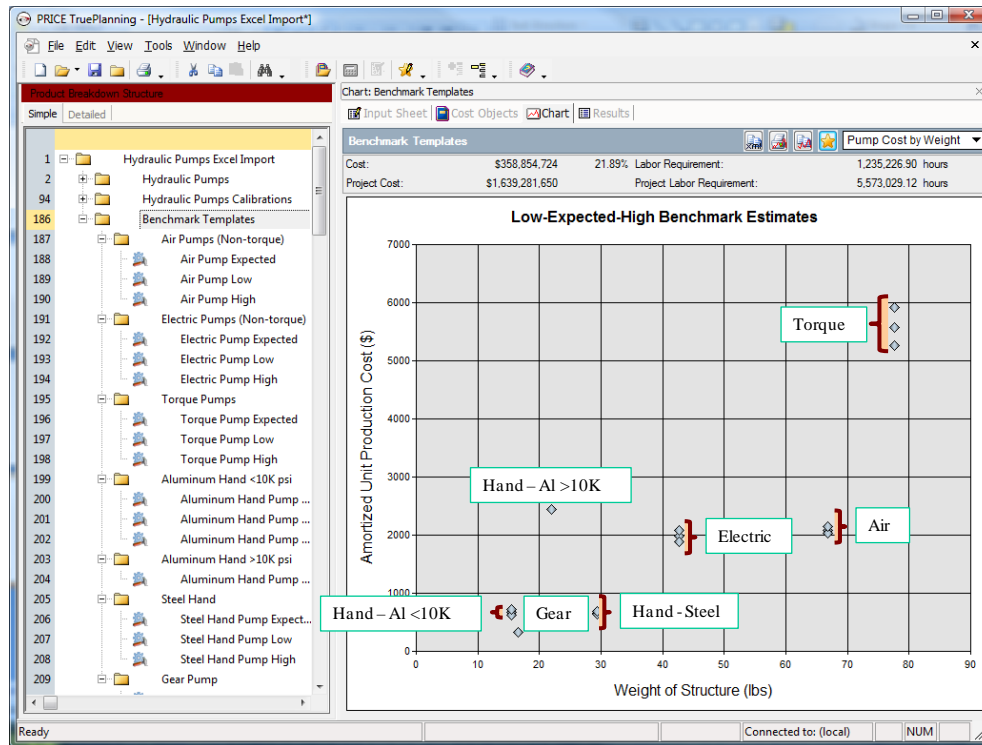 PRICE TruePlanning - [Hydraulic Pumps Excel Import*]
File Edit View Tools Window Help
Product Breakdown Structure
Simple Detailed
1 Hydraulic Pumps Excel Import
2 Hydraulic Pumps
94 Hydraulic Pumps Calibrations
186 Benchmark Templates
187 Air Pumps (Non-torque)
188 Air Pump Expected
189 Air Pump Low
190 Air Pump High
191 Electric Pumps (Non-torque)
192 Electric Pump Expected
193 Electric Pump Low
194 Electric Pump High
195 Torque Pumps
196 Torque Pump Expected
197 Torque Pump Low
198 Torque Pump High
199 Aluminum Hand <10K psi
200 Aluminum Hand Pump ...
201 Aluminum Hand Pump ...
202 Aluminum Hand Pump ...
203 Aluminum Hand >10K psi
204 Aluminum Hand Pump ...
205 Steel Hand
206 Steel Hand Pump Expect...
207 Steel Hand Pump Low
208 Steel Hand Pump High
209 Gear Pump
Chart: Benchmark Templates
Input Sheet Cost Objects Chart Results
Benchmark Templates Pump Cost by Weight
Cost: $358,854,724 21.89% Labor Requirement: 1,235,226.90 hours
Project Cost: $1,639,281,650 Project Labor Requirement: 5,573,029.12 hours
Low-Expected-High Benchmark Estimates
Amortized Unit Production Cost ($)
7000
6000
5000
4000
3000
2000
1000
0
Torque
Hand – Al >10K
Electric
Air
Hand – Al <10K
Gear
Hand - Steel
0 10 20 30 40 50 60 70 80 90
Weight of Structure (lbs)
Ready Connected to: (local) NUM